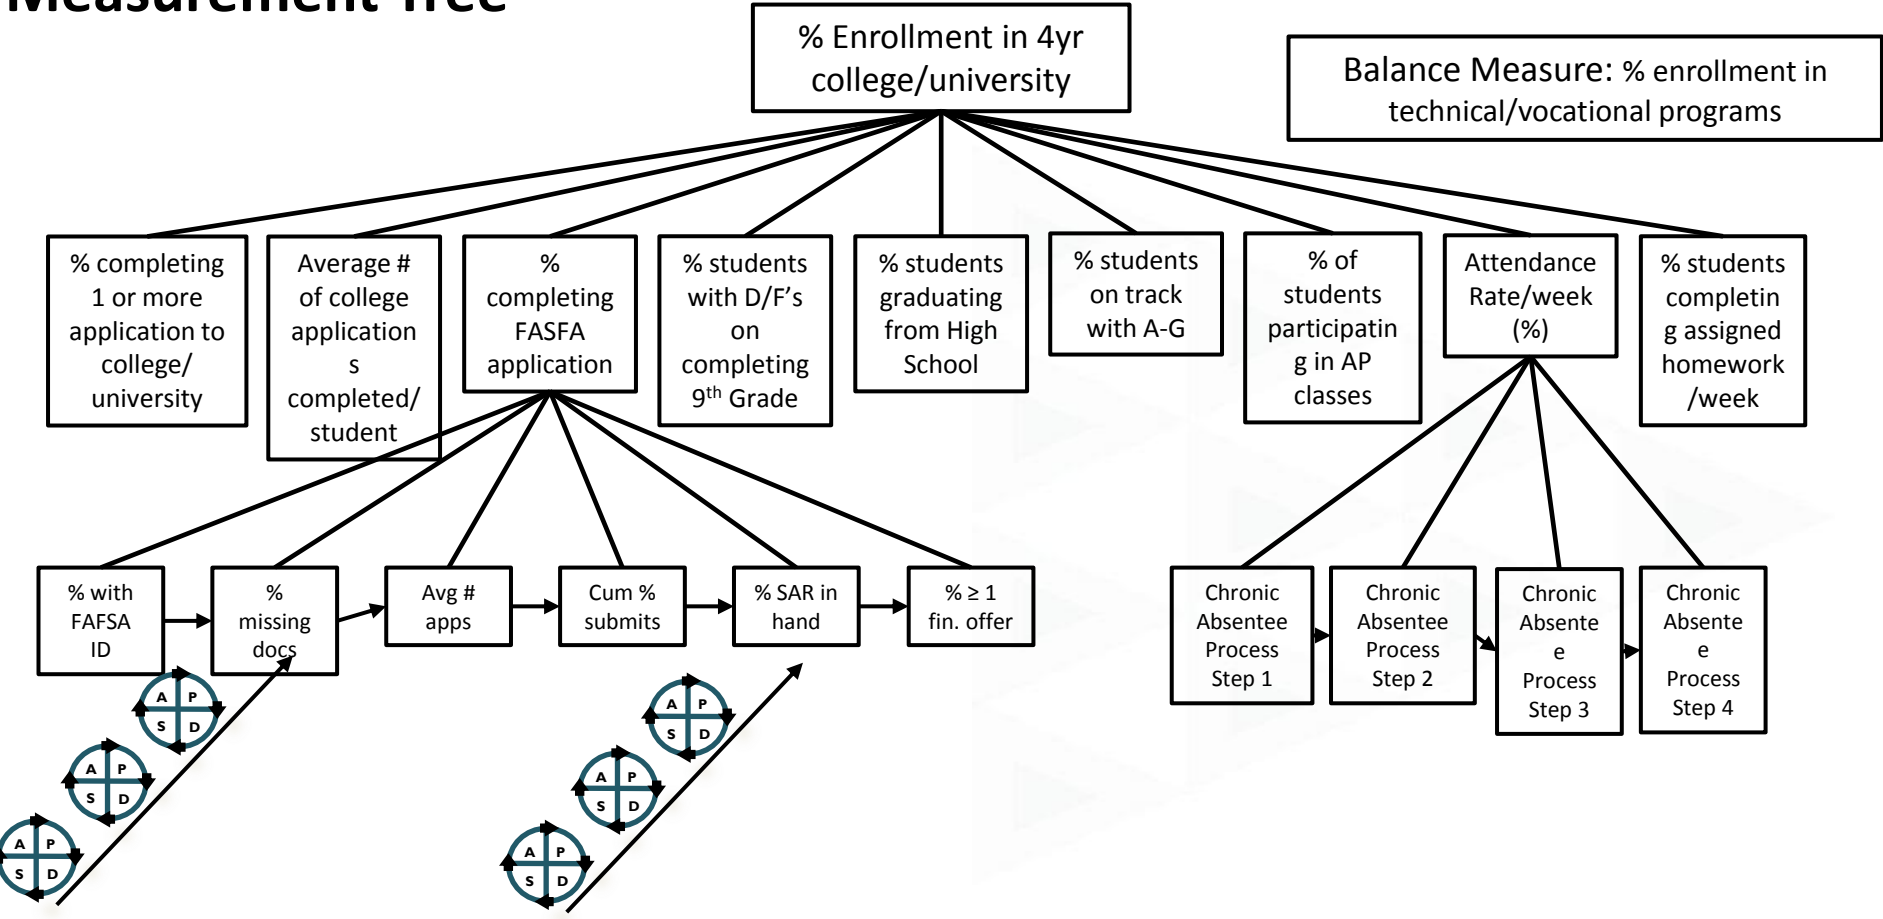 Measurement Tree
% Enrollment in 4yr
college/university
Balance Measure: % enrollment in
technical/vocational programs
% completing
1 or more
application to
college/
university
Average #
of college
application
s
completed/
student
%
completing
FASFA
application
% students
with D/F's
on
completing
9th Grade
% students
graduating
from High
School
% students
on track
with A-G
% of
students
participatin
g in AP
classes
Attendance
Rate/week
(%)
% students
completin
g assigned
homework
/week
% with
FAFSA
ID
%
missing
docs
Avg #
apps
Cum %
submits
% SAR in
hand
% ≥ 1
fin. offer
Chronic
Absentee
Process
Step 1
Chronic
Absentee
Process
Step 2
Chronic
Absente
e
Process
Step 3
Chronic
Absente
e
Process
Step 4
A P
S D
A P
S D
A P
S D
A P
S D
A P
S D
A P
S D